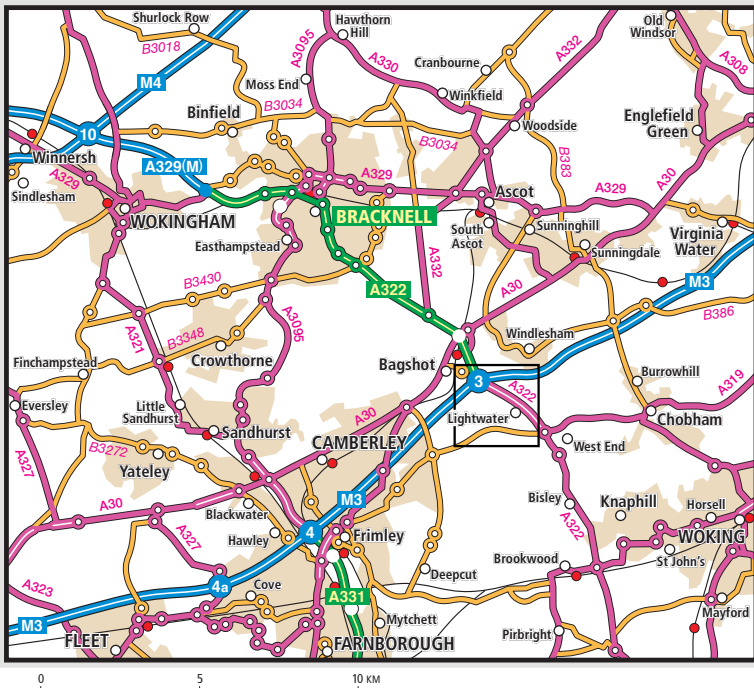 Shurlock Row
Hawthorn
Hill
Old
Windsor
B3018
A3095
A330
Cranbourne
A332
A308
M4
Moss End
Winkfield
B3034
Binfield
Englefield
Green
10
Woodside
Winnersh
B3034
B383
A329(M)
A329
A329
Ascot
A329
A30
Sindlesham
WOKINGHAM
BRACKNELL
South
Ascot
Sunninghill
Virginia
Water
Easthampstead
Sunningdale
A332
B3430
A322
A30
M3
A3095
B386
A321
B3348
Windlesham
Finchampstead
Crowthorne
Bagshot
3
Burrowhill
A322
A319
Eversley
Little
Sandhurst
A30
Lightwater
Chobham
Sandhurst
CAMBERLEY
West End
B3272
A327
Yateley
M3
Bisley
Knaphill
Horsell
A30
Blackwater
A322
WOKING
A327
Hawley
4
Frimley
Brookwood
St John's
Deepcut
4a
Cove
A323
A331
Mayford
M3
Mytchett
Pirbright
FLEET
FARNBOROUGH
0 5 10 KM